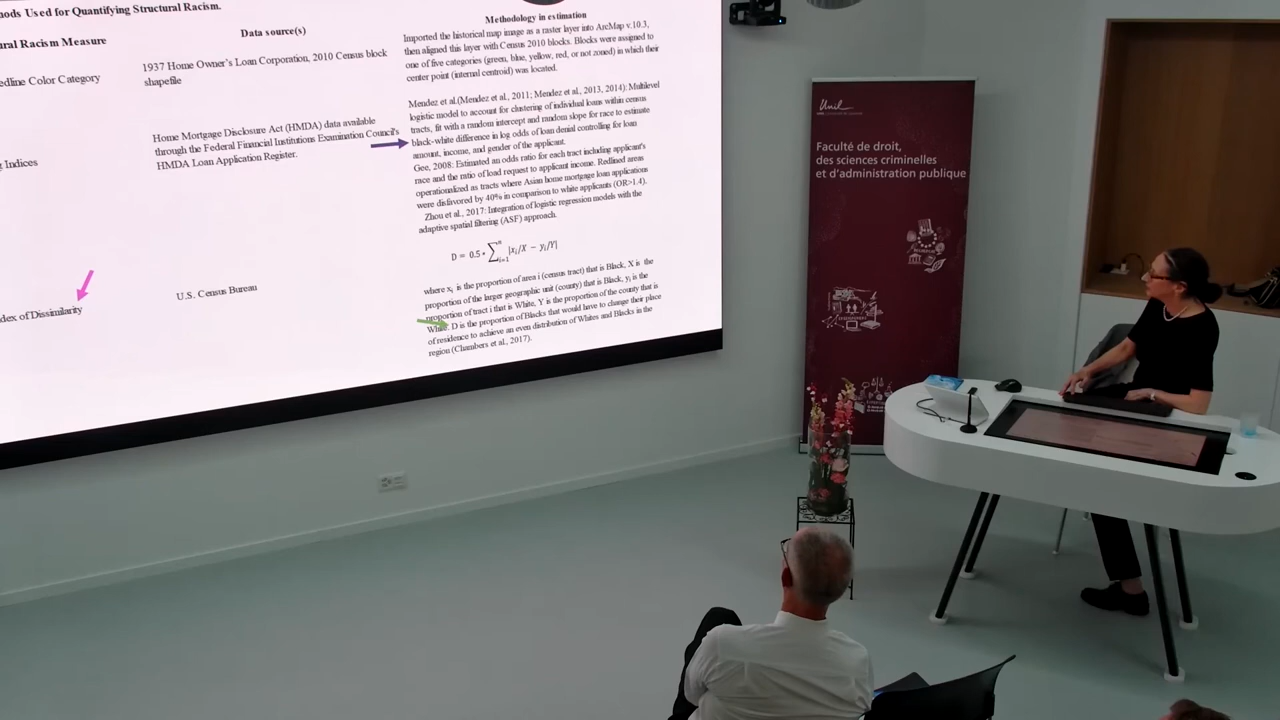 ods Used for Quantifying Structural Racism.
ral Racism Measure
Data source(s)
Methodology in estimation
edline Color Category
1937 Home Owner's Loan Corporation, 2010 Census block
shapefile
Imported the historical map image as a raster layer into ArcMap v.10.3,
then aligned this layer with Census 2010 blocks. Blocks were assigned to
one of five categories (green, blue, yellow, red, or not zoned) in which their
center point (internal centroid) was located.
g Indices
Home Mortgage Disclosure Act (HMDA) data available
through the Federal Financial Institutions Examination Council's
HMDA Loan Application Register.
Mendez et al.(Mendez et al., 2011; Mendez et al., 2013, 2014): Multilevel
logistic model to account for clustering of individual loans within census
tracts, fit with a random intercept and random slope for race to estimate
black-white difference in log odds of loan denial controlling for loan
amount, income, and gender of the applicant.
Gee, 2008: Estimated an odds ratio for each tract including applicant's
race and the ratio of load request to applicant income. Redlined areas
operationalized as tracts where Asian home mortgage loan applications
were disfavored by 40% in comparison to white applicants (OR>1.4).
Zhou et al., 2017: Integration of logistic regression models with the
adaptive spatial filtering (ASF) approach.
dex of Dissimilarity
U.S. Census Bureau
D = 0.5 * ∑ⁿᵢ₌₁ |xᵢ/X − yᵢ/Y|
where xᵢ is the proportion of area i (census tract) that is Black, X is the
proportion of the larger geographic unit (county) that is Black, yᵢ is the
proportion of tract i that is White, Y is the proportion of the county that is
White. D is the proportion of Blacks that would have to change their place
of residence to achieve an even distribution of Whites and Blacks in the
region (Chambers et al., 2017).
Unil
Faculté de droit,
des sciences criminelles
et d'administration publique